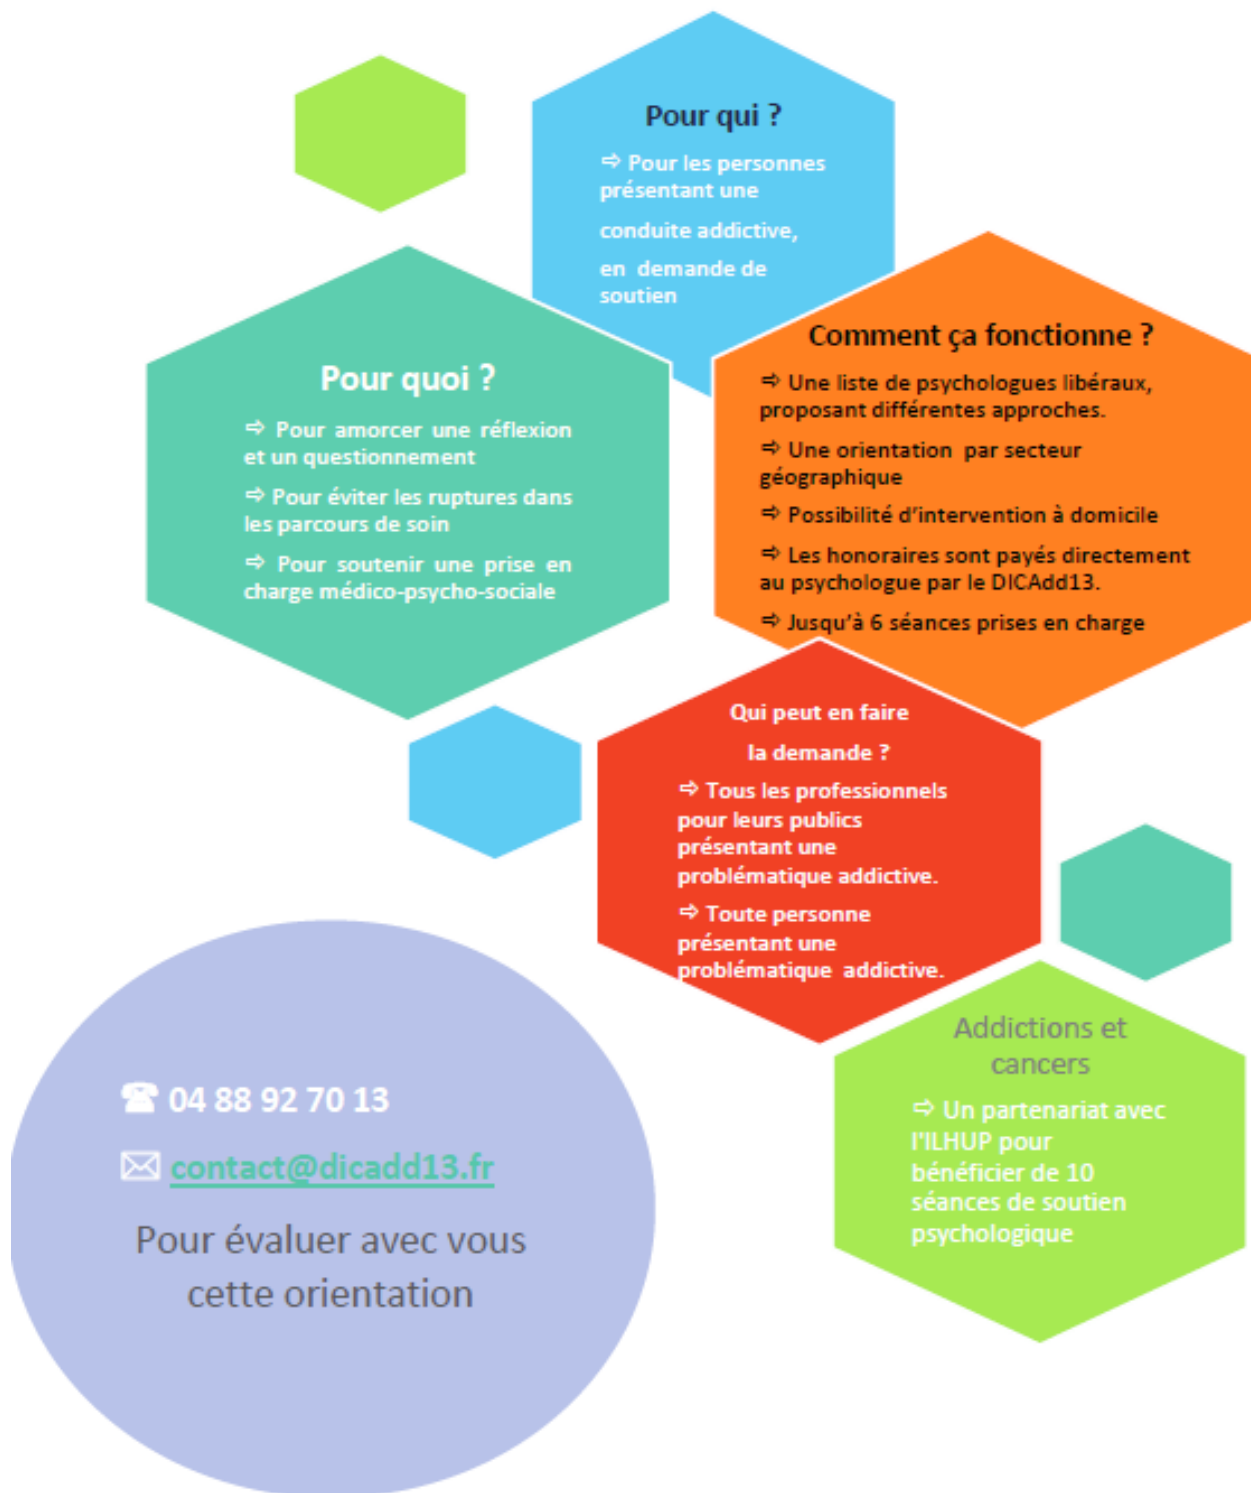 Pour qui ?
⇨ Pour les personnes
présentant une
conduite addictive,
en demande de
soutien
Pour quoi ?
⇨ Pour amorcer une réflexion
et un questionnement
⇨ Pour éviter les ruptures dans
les parcours de soin
⇨ Pour soutenir une prise en
charge médico-psycho-sociale
Comment ça fonctionne ?
⇨ Une liste de psychologues libéraux,
proposant différentes approches.
⇨ Une orientation par secteur
géographique
⇨ Possibilité d'intervention à domicile
⇨ Les honoraires sont payés directement
au psychologue par le DICAdd13.
⇨ Jusqu'à 6 séances prises en charge
Qui peut en faire
la demande ?
⇨ Tous les professionnels
pour leurs publics
présentant une
problématique addictive.
⇨ Toute personne
présentant une
problématique addictive.
Addictions et
cancers
⇨ Un partenariat avec
l'ILHUP pour
bénéficier de 10
séances de soutien
psychologique
☎ 04 88 92 70 13
✉ contact@dicadd13.fr
Pour évaluer avec vous
cette orientation